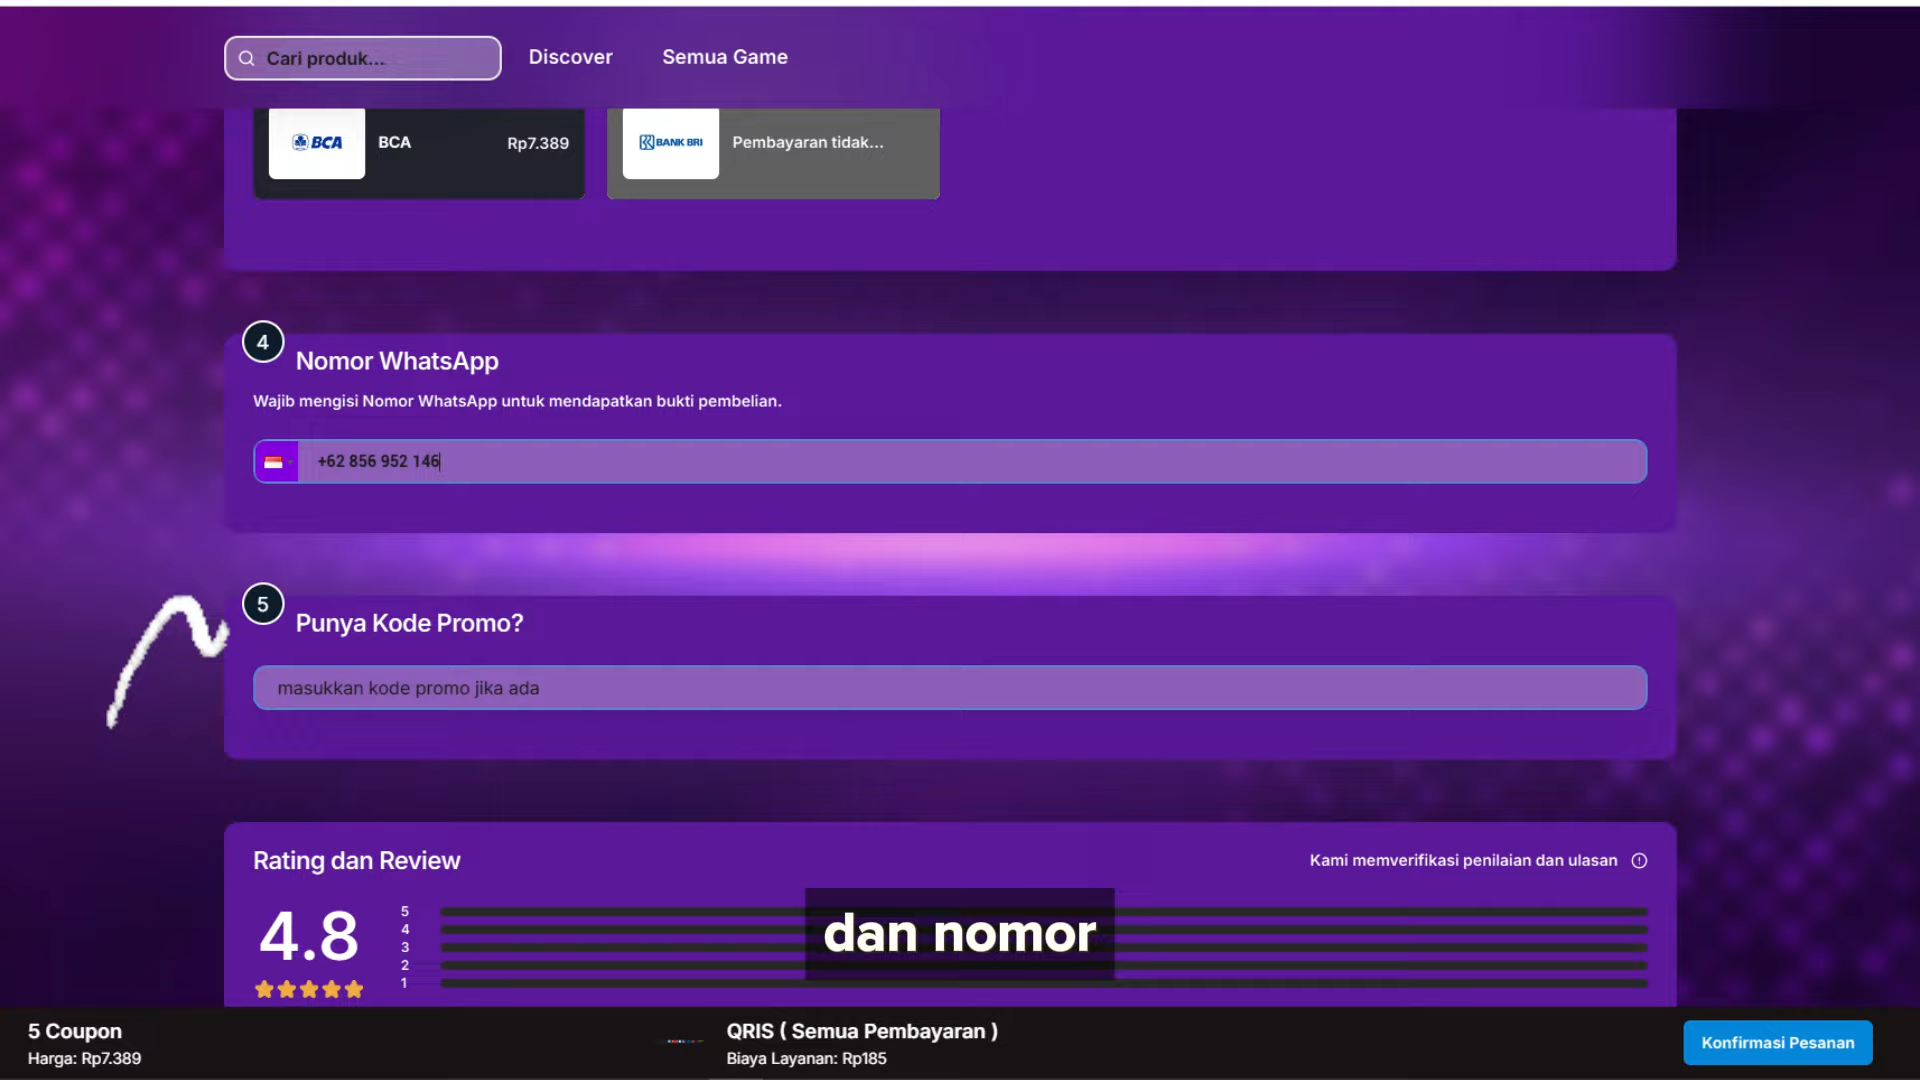 Cari produk...
Discover
Semua Game
BCA
BCA
Rp7.389
BANK BRI
Pembayaran tidak...
4
Nomor WhatsApp
Wajib mengisi Nomor WhatsApp untuk mendapatkan bukti pembelian.
+62 856 952 146
5
Punya Kode Promo?
masukkan kode promo jika ada
Rating dan Review
Kami memverifikasi penilaian dan ulasan
4.8
5
4
3
2
1
dan nomor
5 Coupon
Harga: Rp7.389
QRIS ( Semua Pembayaran )
Biaya Layanan: Rp185
Konfirmasi Pesanan